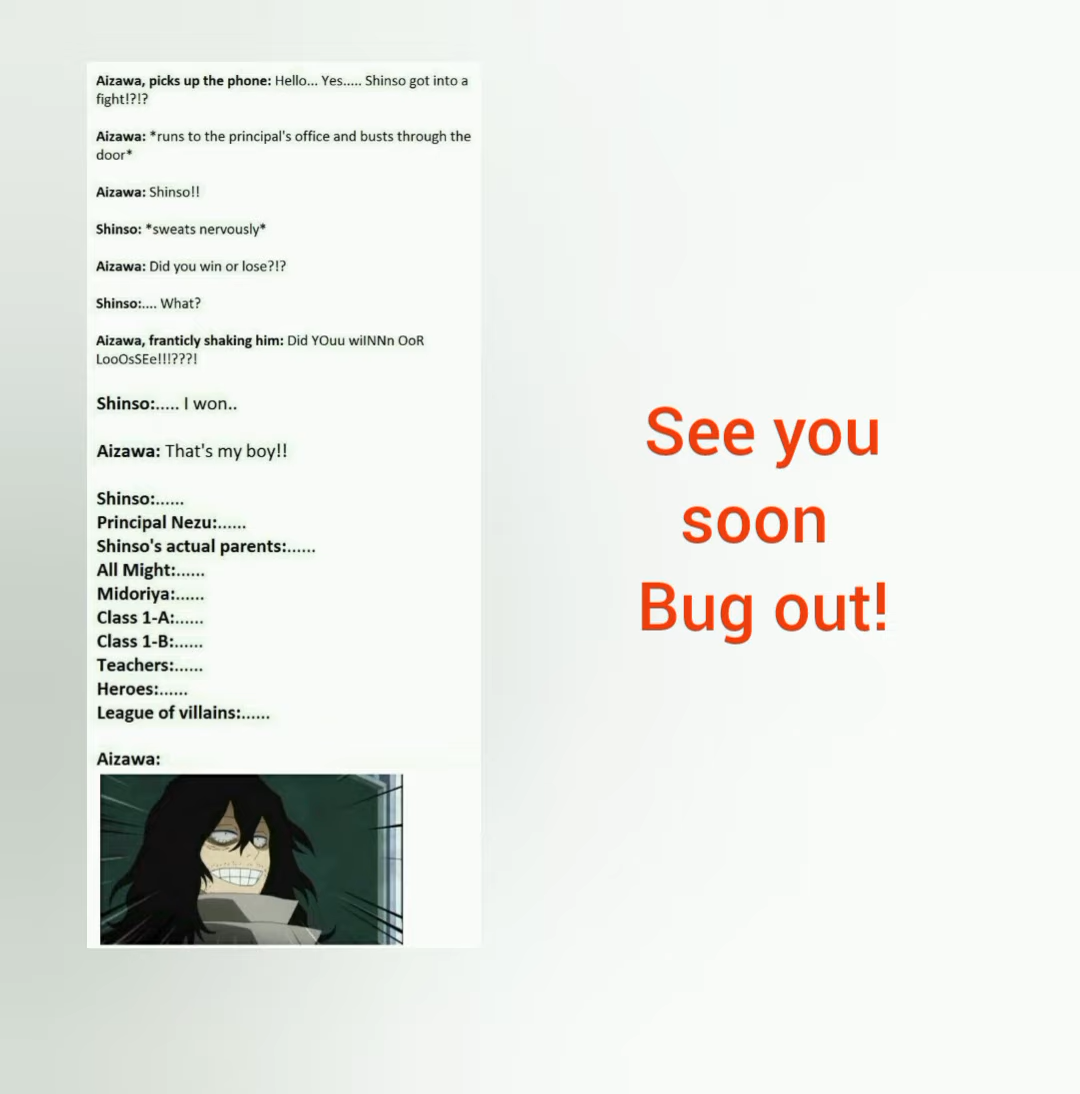 Aizawa, picks up the phone: Hello... Yes..... Shinso got into a
fight!?!?
Aizawa: *runs to the principal's office and busts through the
door*
Aizawa: Shinso!!
Shinso: *sweats nervously*
Aizawa: Did you win or lose?!?
Shinso:.... What?
Aizawa, franticly shaking him: Did YOuu wiINNn OoR
LooOsSEe!!!???!
Shinso:..... I won..
Aizawa: That's my boy!!
Shinso:......
Principal Nezu:......
Shinso's actual parents:......
All Might:......
Midoriya:......
Class 1-A:......
Class 1-B:......
Teachers:......
Heroes:......
League of villains:......
Aizawa:
See you
soon
Bug out!